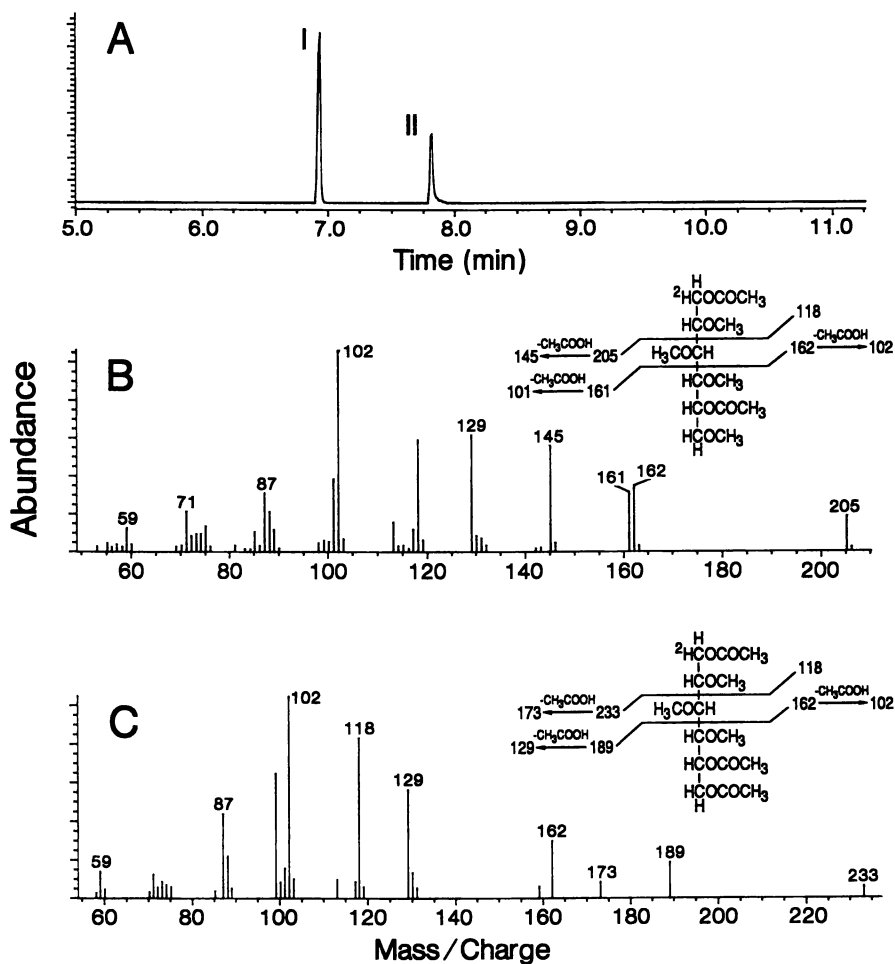 A
I
II
5.0 6.0 7.0 8.0 9.0 10.0 11.0
Time (min)
Abundance
B
59
71
87
102
129
145
161
162
205
60 80 100 120 140 160 180 200
H
²HCOCOCH₃
HCOCH₃
H₃COCH
HCOCH₃
HCOCOCH₃
HCOCH₃
H
118
145 ←-CH₃COOH 205
162 -CH₃COOH→ 102
101 ←-CH₃COOH 161
C
59
87
102
118
129
162
173
189
233
60 80 100 120 140 160 180 200 220
H
²HCOCOCH₃
HCOCH₃
H₃COCH
HCOCH₃
HCOCOCH₃
HCOCOCH₃
H
118
173 ←-CH₃COOH 233
162 -CH₃COOH→ 102
129 ←-CH₃COOH 189
Mass/Charge